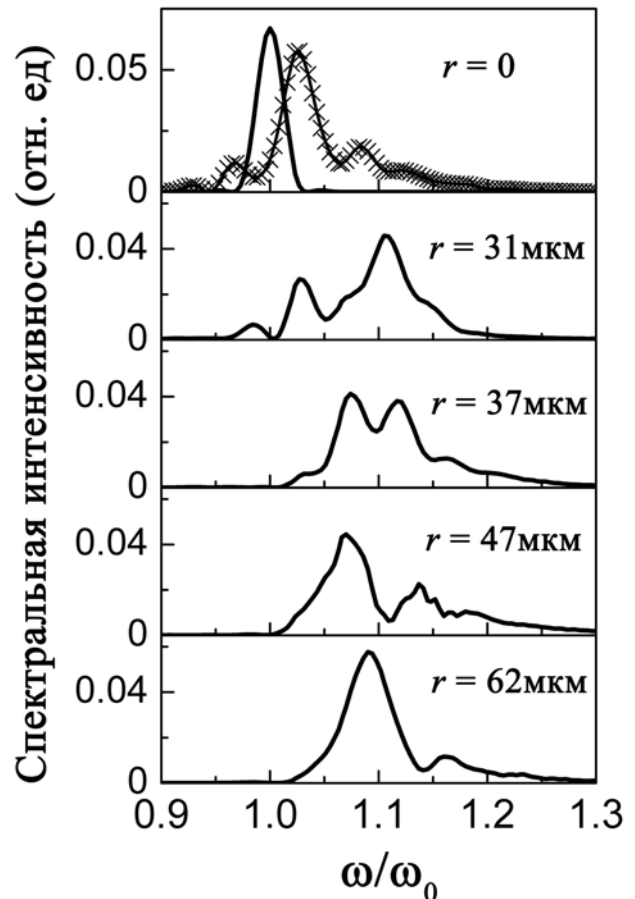 Спектральная интенсивность (отн. ед)
0.05
0
r = 0
0.04
0
r = 31мкм
0.04
0
r = 37мкм
0.04
0
r = 47мкм
0.04
0
r = 62мкм
0.9 1.0 1.1 1.2 1.3
ω/ω₀